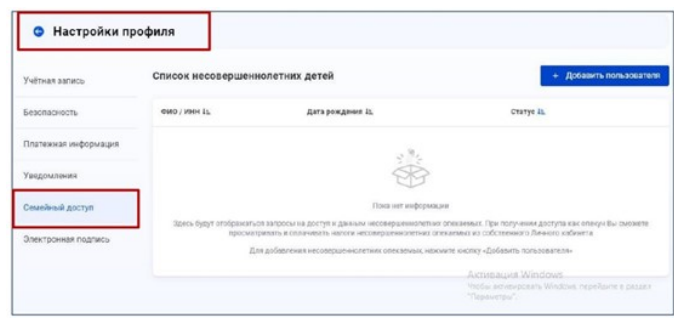 Настройки профиля
Учётная запись
Безопасность
Платежная информация
Уведомления
Семейный доступ
Электронная подпись
Список несовершеннолетних детей
+ Добавить пользователя
ФИО / ИНН
Дата рождения
Статус
Пока нет информации
Здесь будут отображаться запросы на доступ к данным несовершеннолетних опекаемых. При получении доступа как опекун Вы сможете
просматривать и оплачивать налоги несовершеннолетних опекаемых из собственного Личного кабинета.
Для добавления несовершеннолетних опекаемых, нажмите кнопку «Добавить пользователя»
Активация Windows
Чтобы активировать Windows, перейдите в раздел
"Параметры".